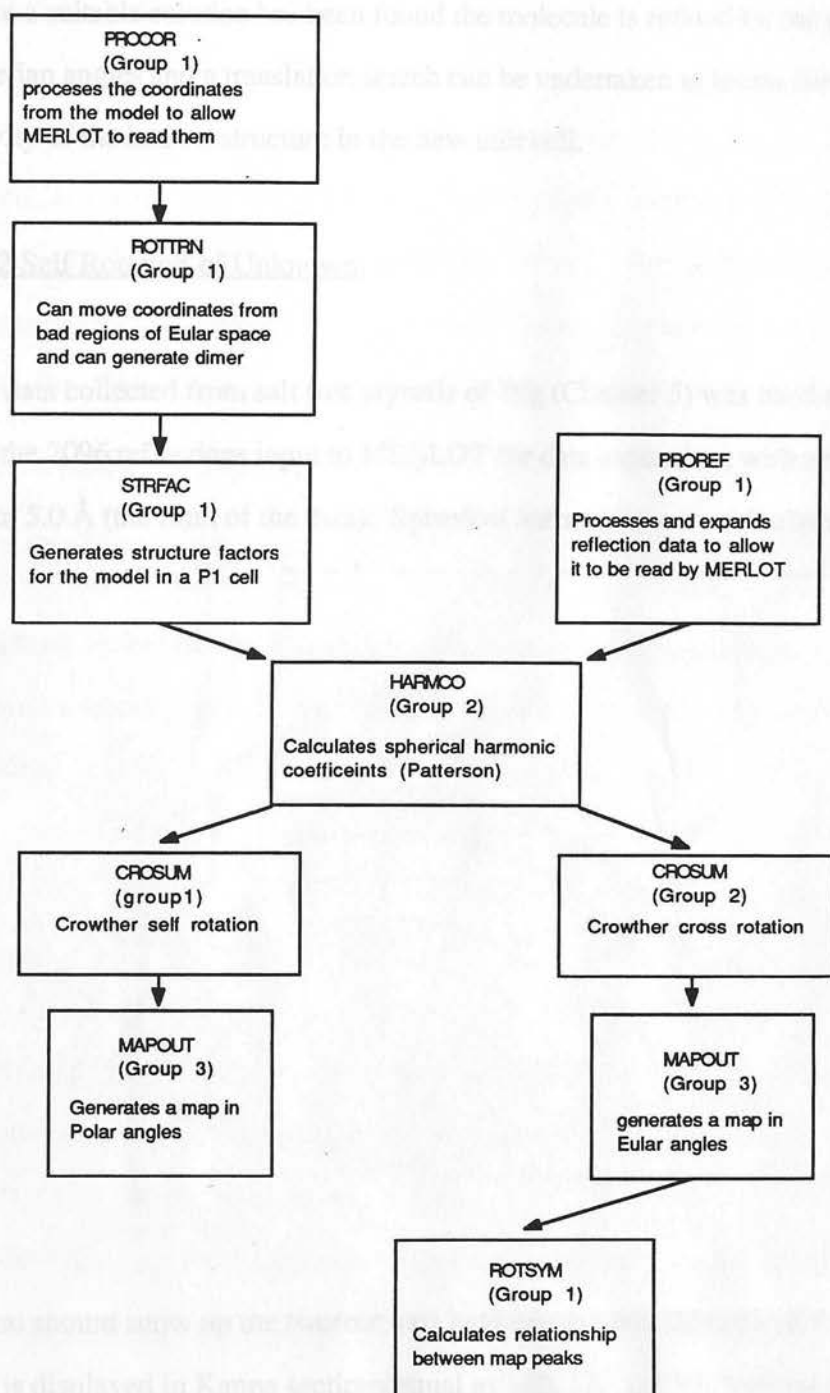 PROCOR
(Group 1)
proceses the coordinates
from the model to allow
MERLOT to read them
ROTTRN
(Group 1)
Can move coordinates from
bad regions of Eular space
and can generate dimer
STRFAC
(Group 1)
Generates structure factors
for the model in a P1 cell
PROREF
(Group 1)
Processes and expands
reflection data to allow
it to be read by MERLOT
HARMCO
(Group 2)
Calculates spherical harmonic
coefficeints (Patterson)
CROSUM
(group1)
Crowther self rotation
CROSUM
(Group 2)
Crowther cross rotation
MAPOUT
(Group 3)
Generates a map in
Polar angles
MAPOUT
(Group 3)
generates a map in
Eular angles
ROTSYM
(Group 1)
Calculates relationship
between map peaks